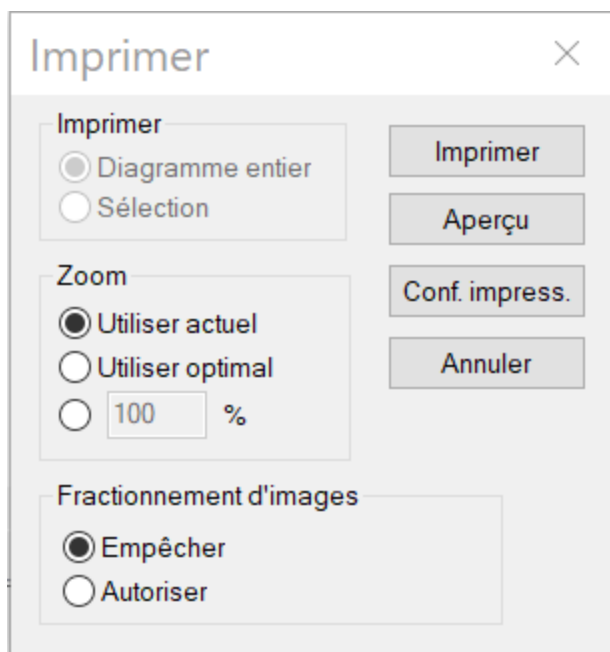 Imprimer
Imprimer
Diagramme entier
Sélection
Imprimer
Aperçu
Conf. impress.
Annuler
Zoom
Utiliser actuel
Utiliser optimal
100 %
Fractionnement d'images
Empêcher
Autoriser